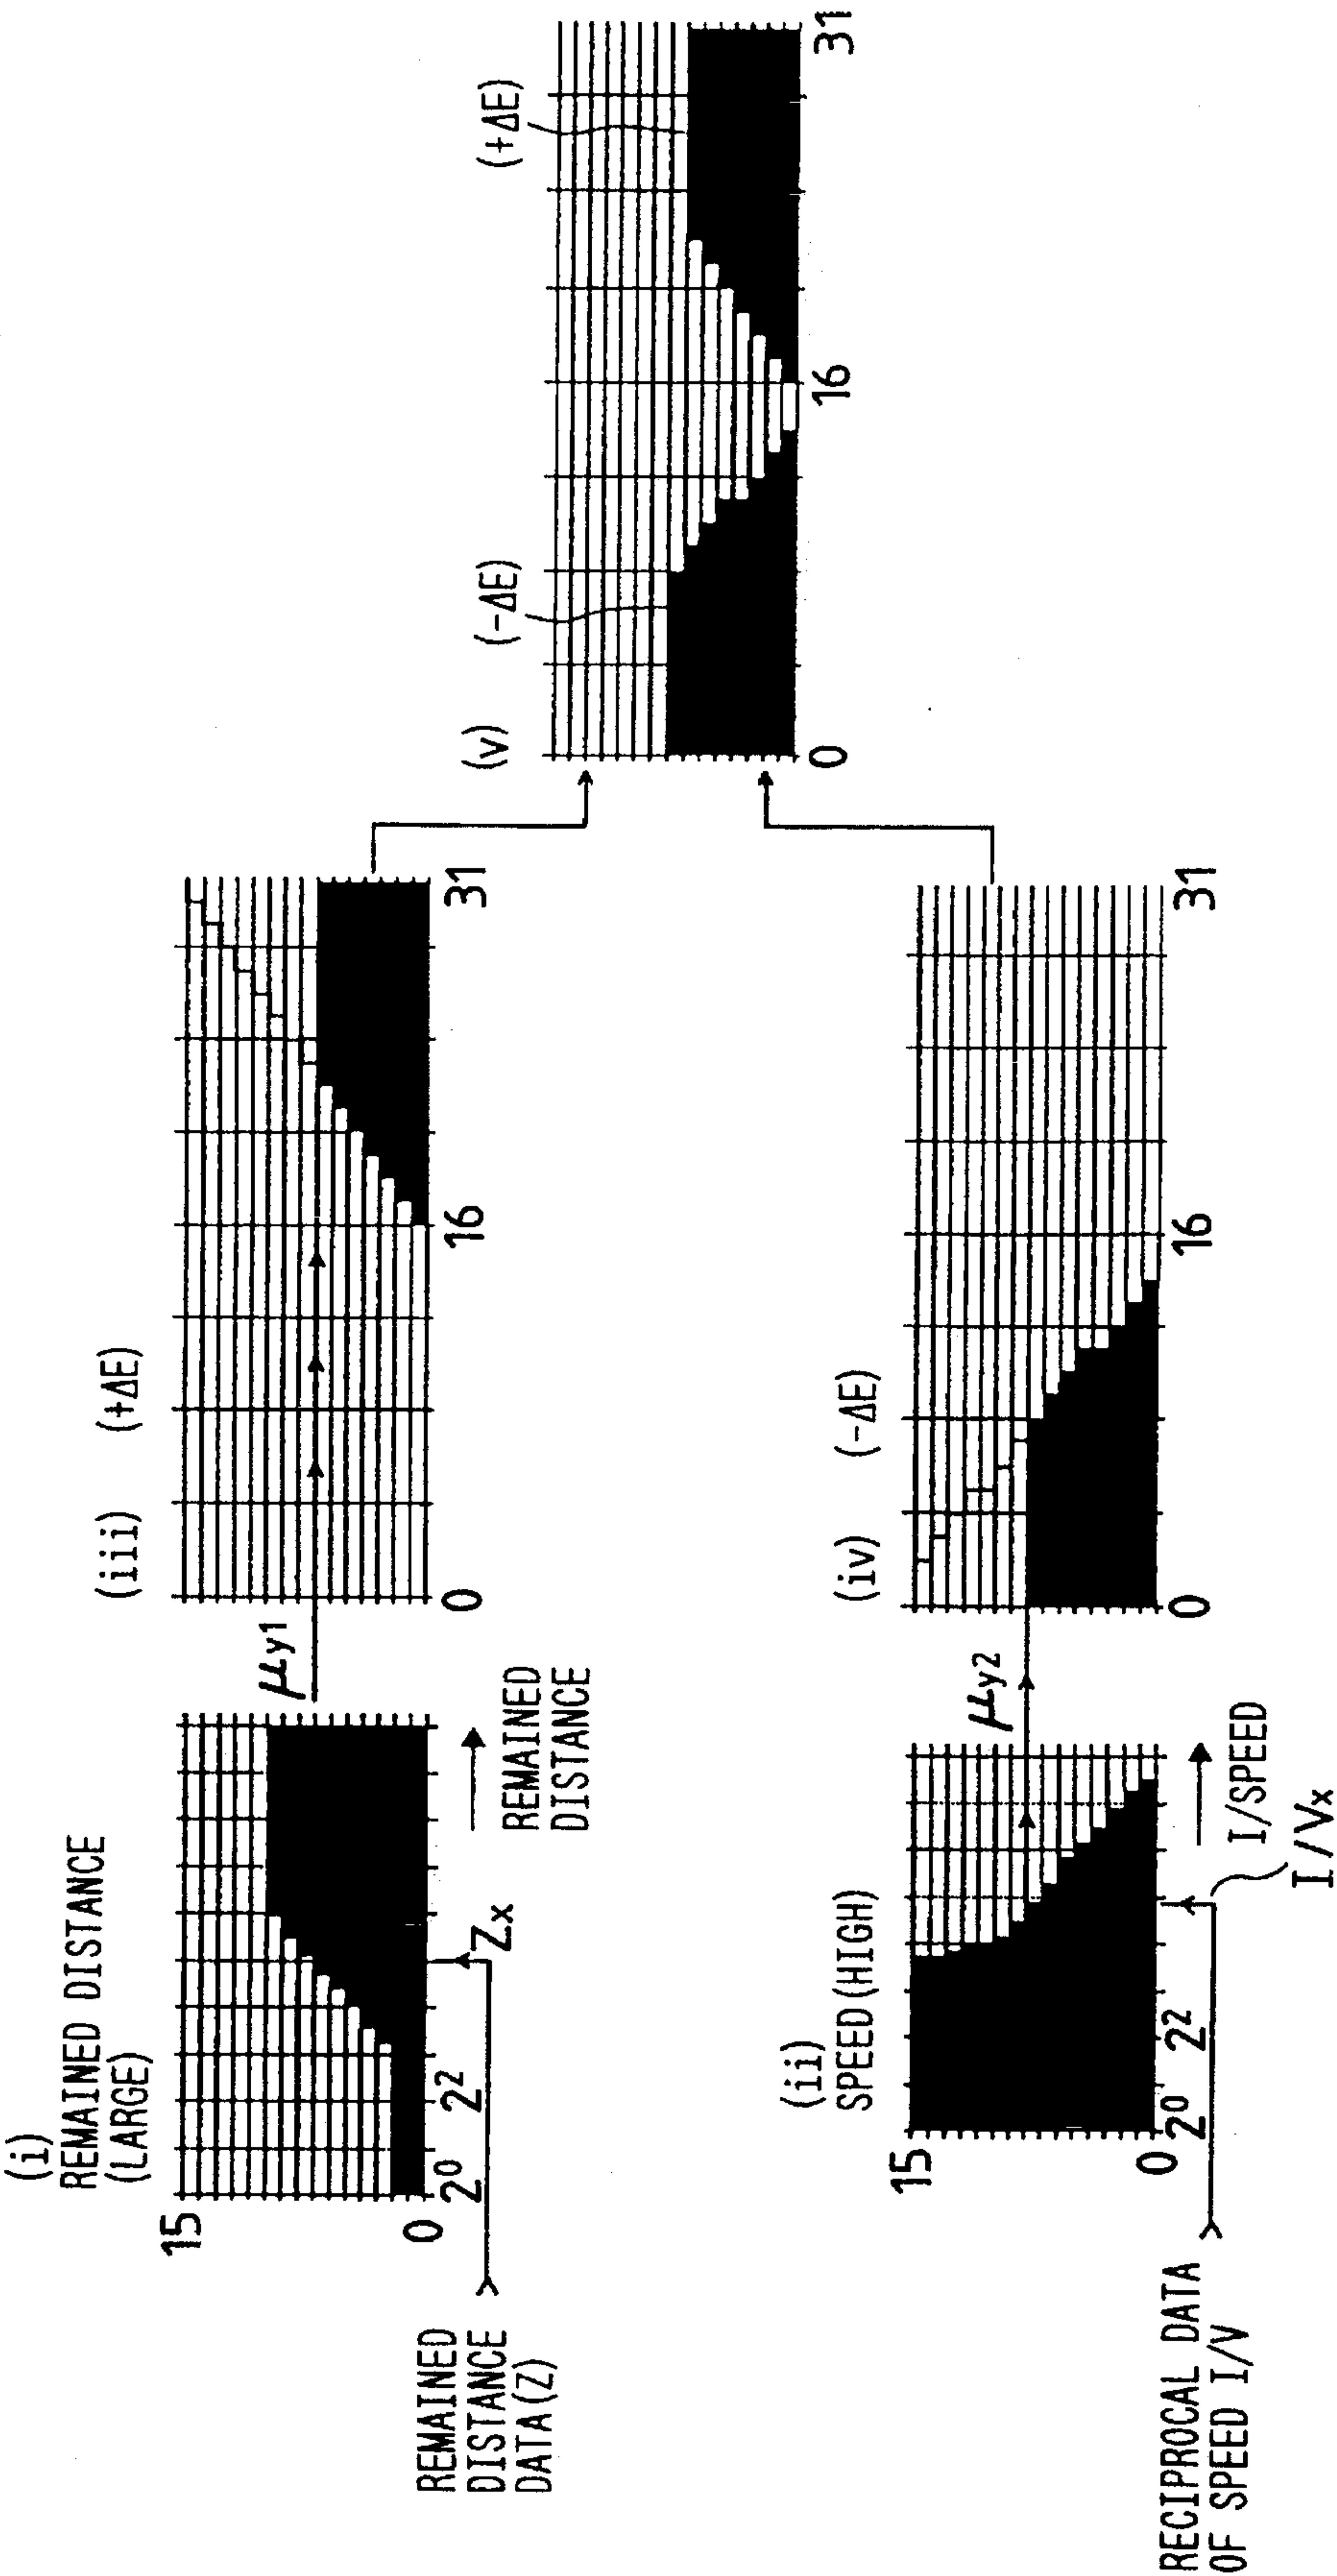 (i)
REMAINED DISTANCE
(LARGE)
15
0
2⁰ 2²
Zx
REMAINED
DISTANCE
DATA(Z)
REMAINED
DISTANCE
μy1
(iii) (+ΔE)
0 16 31
(ii)
SPEED(HIGH)
15
0
2⁰ 2²
I/SPEED
I/Vx
RECIPROCAL DATA
OF SPEED I/V
μy2
(iv) (-ΔE)
0 16 31
(v) (-ΔE) (+ΔE)
0 16 31